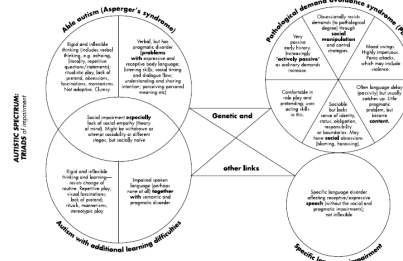 Able autism (Asperger's syndrome)
Rigid and inflexible
thinking (includes verbal
thinking, e.g. echoing,
literality, repetitive
questions/statements);
ritualistic play, lack of
pretend, obsessions,
fascinations, mannerisms.
Not adaptive. Clumsy.
Verbal, but has
pragmatic disorder
(problems
with expressive and
receptive body language;
listening skills, social timing
and dialogue flow;
understanding and sharing
intention; perceiving personal
meaning etc)
Social impairment especially
lack of social empathy (theory
of mind). Might be withdrawn or
attempt sociability at different
stages, but socially naive
Rigid and inflexible
thinking and learning—
resists change of
routine. Repetitive play,
visual fascinations,
lack of pretend;
rituals, mannerisms,
stereotypic play
Impaired spoken
language (perhaps
none at all) together
with semantic and
pragmatic disorder
Autism with additional learning difficulties
AUTISTIC SPECTRUM:
TRIADS of impairment
Genetic and
other links
Pathological demand avoidance syndrome
Obsessionally resists
demands (to pathological
degree) through
social
manipulation
and control
strategies.
Very
passive
early history.
Increasingly
'actively passive'
as ordinary demands
increase.
Mood swings.
Highly impetuous.
Panic attacks,
which may include
violence.
Comfortable in
role play and
pretending; uses
acting skills
in this.
Sociable
but lacks
sense of
identity, status,
obligation,
responsibility
or boundaries. May
have social obsessions
(blaming, harassing).
Often language delay
(passivity) but usually
catches up. Little
pragmatic
problem,
but
bizarre
content.
Specific language disorder
affecting receptive/expressive
speech (without the social and
pragmatic impairments);
not inflexible